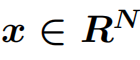 x ∈ R^N